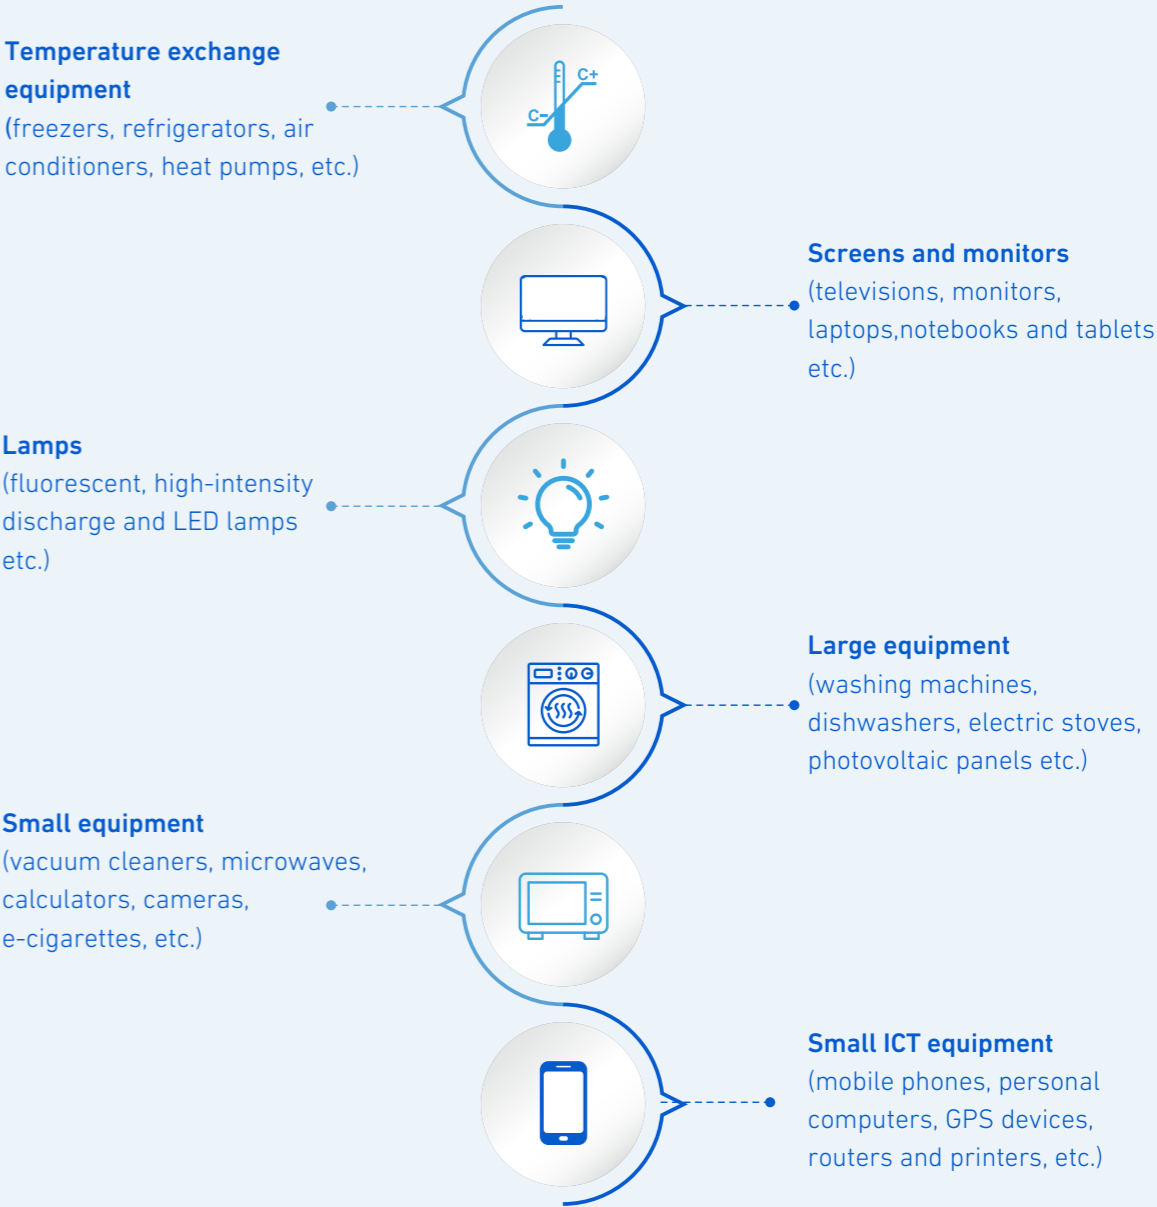 Temperature exchange
equipment
(freezers, refrigerators, air
conditioners, heat pumps, etc.)
C+
C-
Screens and monitors
(televisions, monitors,
laptops,notebooks and tablets
etc.)
Lamps
(fluorescent, high-intensity
discharge and LED lamps
etc.)
Large equipment
(washing machines,
dishwashers, electric stoves,
photovoltaic panels etc.)
Small equipment
(vacuum cleaners, microwaves,
calculators, cameras,
e-cigarettes, etc.)
Small ICT equipment
(mobile phones, personal
computers, GPS devices,
routers and printers, etc.)